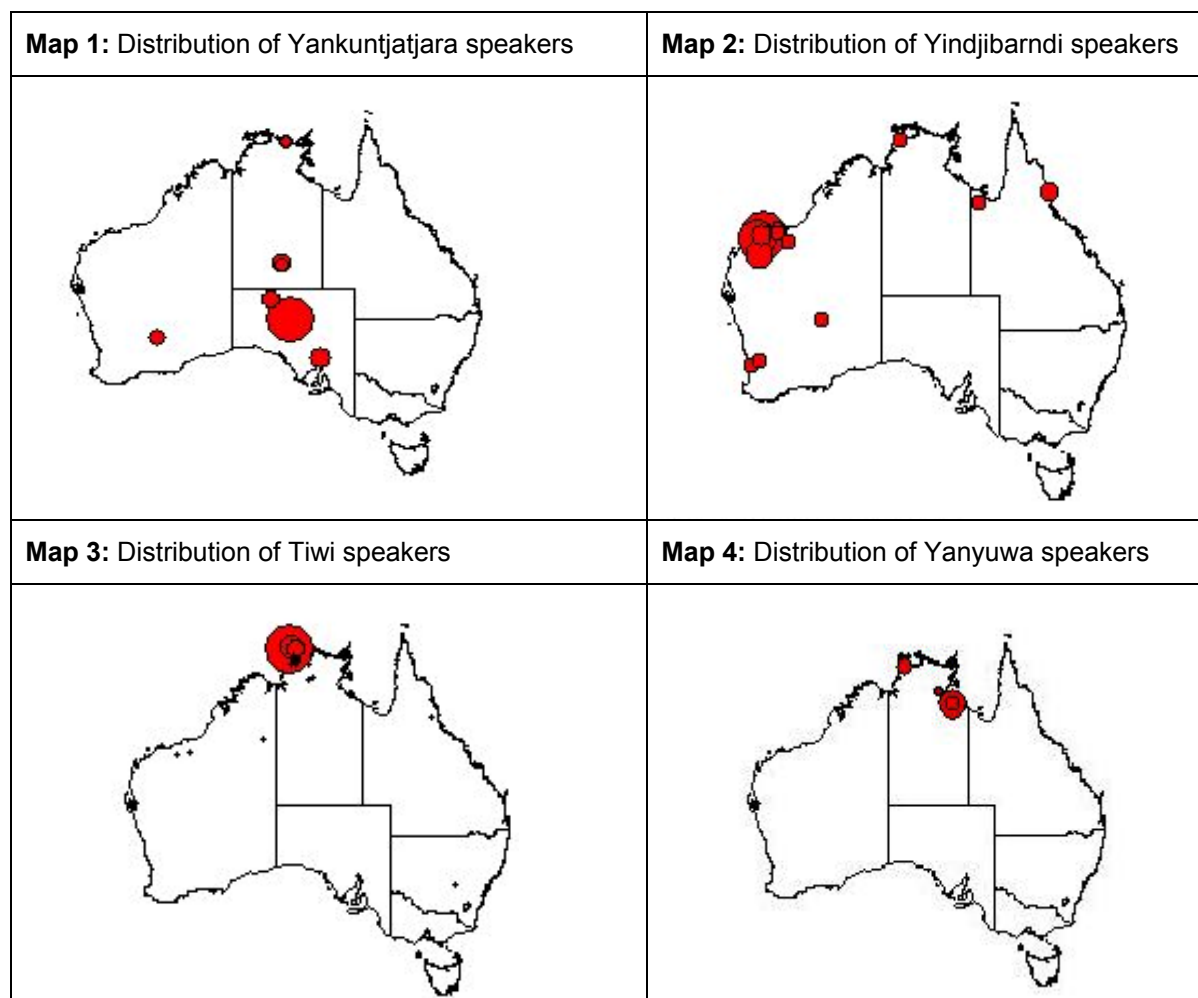 Map 1: Distribution of Yankuntjatjara speakers
Map 2: Distribution of Yindjibarndi speakers
Map 3: Distribution of Tiwi speakers
Map 4: Distribution of Yanyuwa speakers